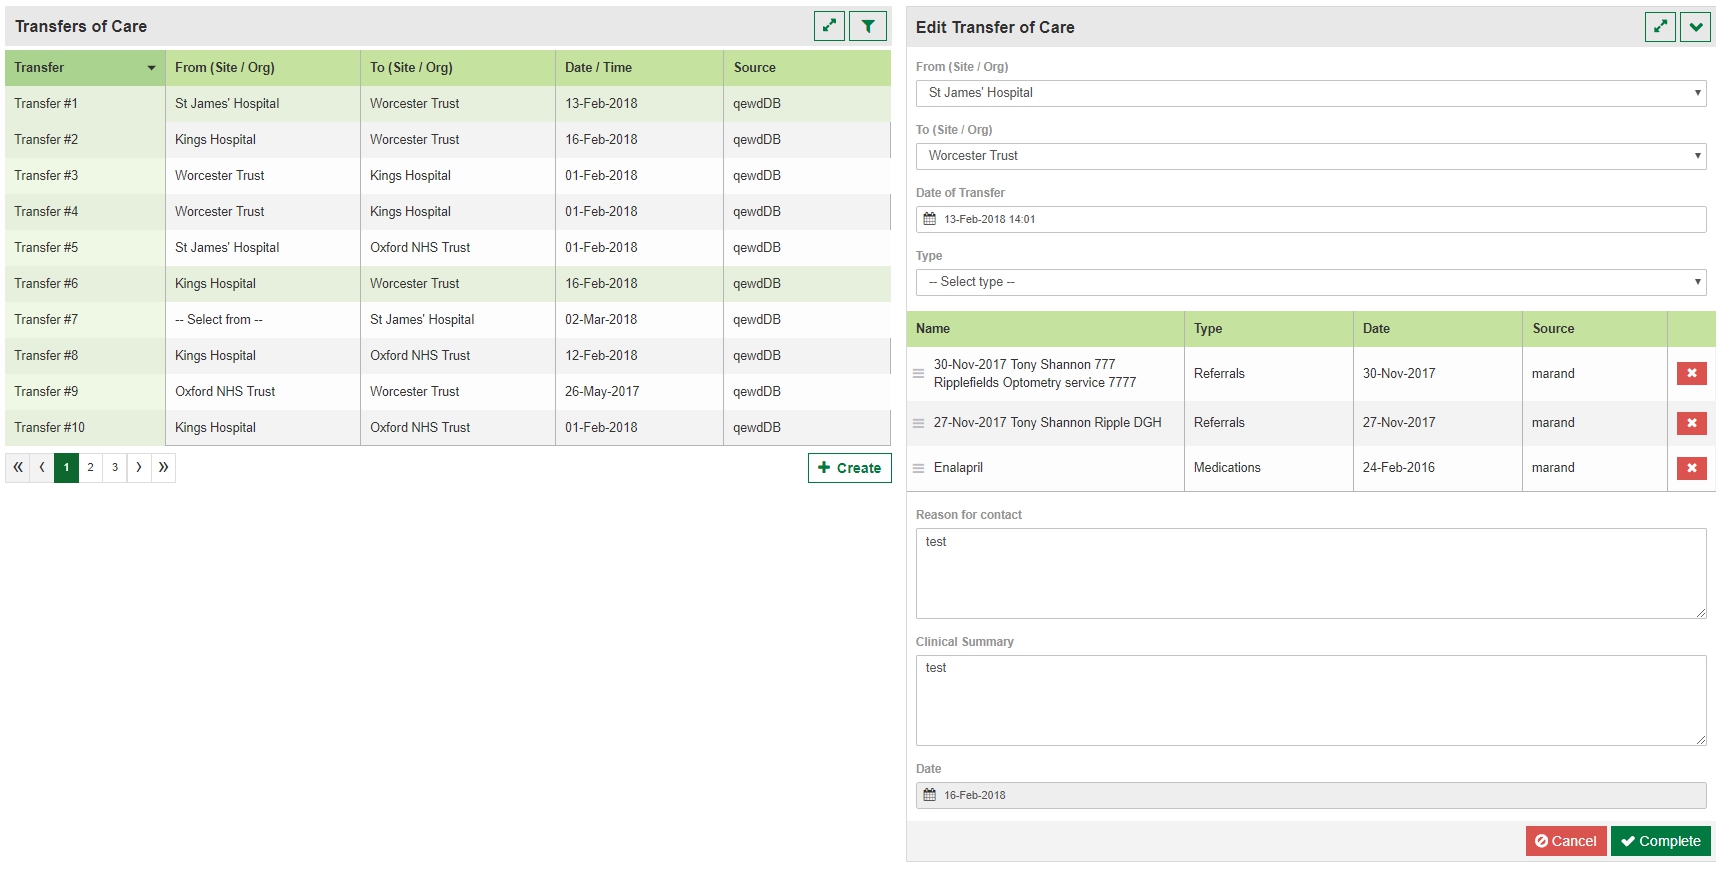 Transfers of Care
Transfer From (Site / Org) To (Site / Org) Date / Time Source
Transfer #1 St James' Hospital Worcester Trust 13-Feb-2018 qewdDB
Transfer #2 Kings Hospital Worcester Trust 16-Feb-2018 qewdDB
Transfer #3 Worcester Trust Kings Hospital 01-Feb-2018 qewdDB
Transfer #4 Worcester Trust Kings Hospital 01-Feb-2018 qewdDB
Transfer #5 St James' Hospital Oxford NHS Trust 01-Feb-2018 qewdDB
Transfer #6 Kings Hospital Worcester Trust 16-Feb-2018 qewdDB
Transfer #7 -- Select from -- St James' Hospital 02-Mar-2018 qewdDB
Transfer #8 Kings Hospital Oxford NHS Trust 12-Feb-2018 qewdDB
Transfer #9 Oxford NHS Trust Worcester Trust 26-May-2017 qewdDB
Transfer #10 Kings Hospital Oxford NHS Trust 01-Feb-2018 qewdDB
« ‹ 1 2 3 › »
Create
Edit Transfer of Care
From (Site / Org)
St James' Hospital
To (Site / Org)
Worcester Trust
Date of Transfer
13-Feb-2018 14:01
Type
-- Select type --
Name Type Date Source
30-Nov-2017 Tony Shannon 777
Ripplefields Optometry service 7777 Referrals 30-Nov-2017 marand
27-Nov-2017 Tony Shannon Ripple DGH Referrals 27-Nov-2017 marand
Enalapril Medications 24-Feb-2016 marand
Reason for contact
test
Clinical Summary
test
Date
16-Feb-2018
Cancel Complete